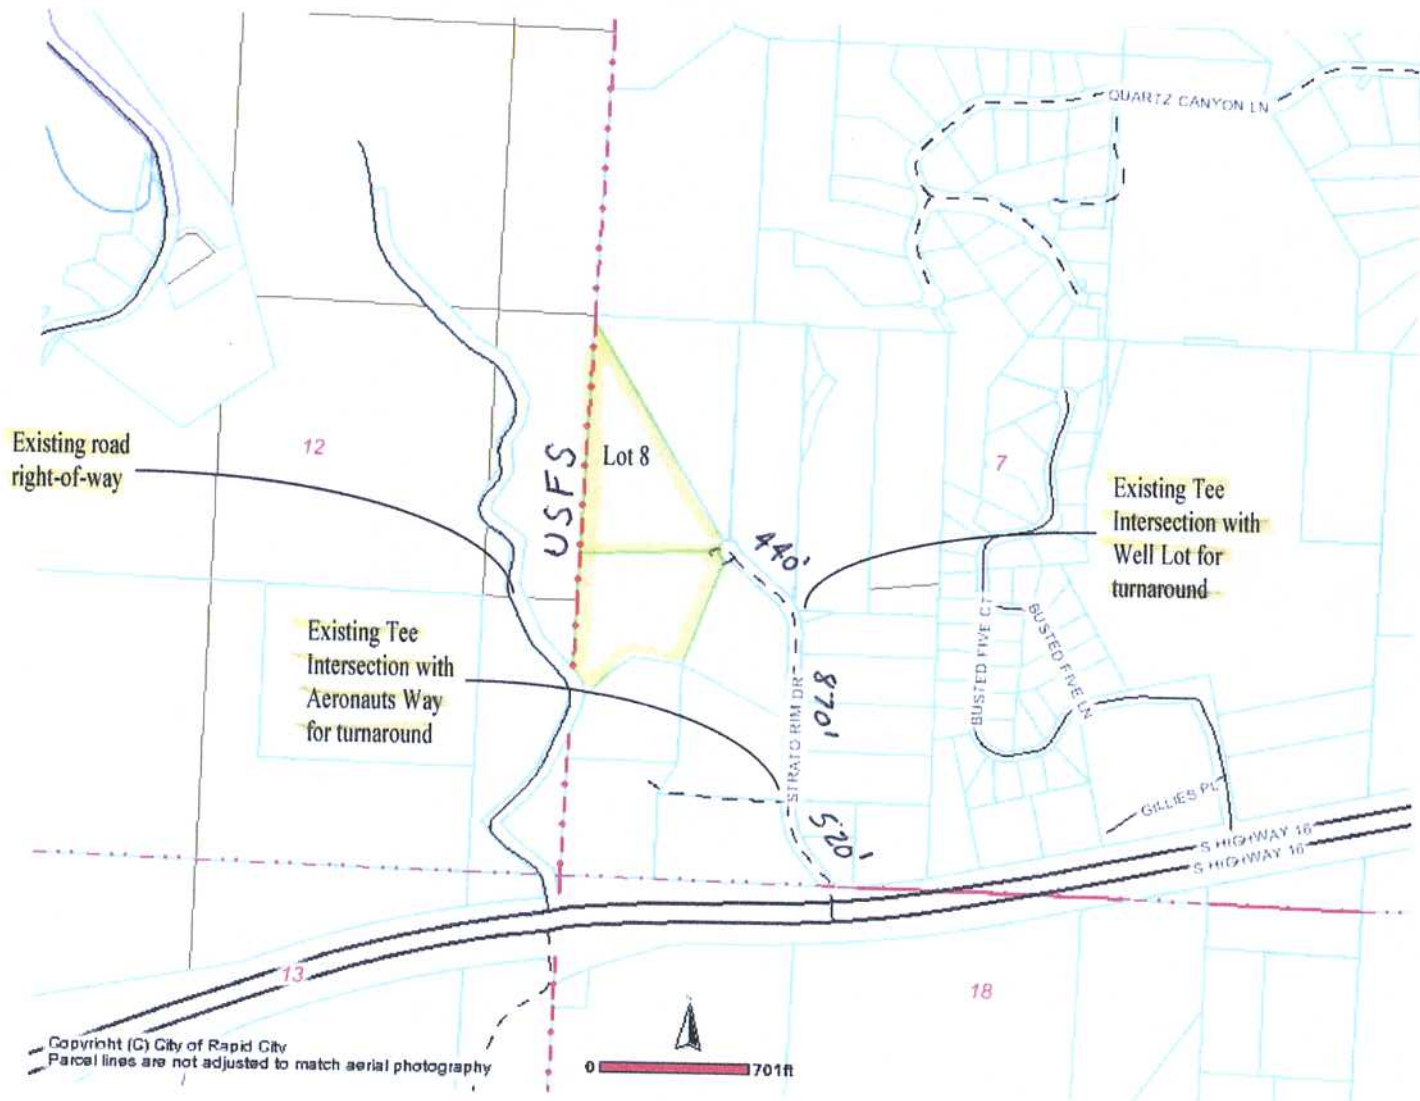 QUARTZ CANYON LN
Existing road
right-of-way
12
USFS
Lot 8
7
440'
Existing Tee
Intersection with
Well Lot for
turnaround
Existing Tee
Intersection with
Aeronauts Way
for turnaround
STRATO RIM DR
870'
BUSTED FIVE CT
BUSTED FIVE LN
520'
GILLIES PL
S HIGHWAY 16
S HIGHWAY 16
13
18
Copyright (C) City of Rapid City
Parcel lines are not adjusted to match aerial photography
0 701ft